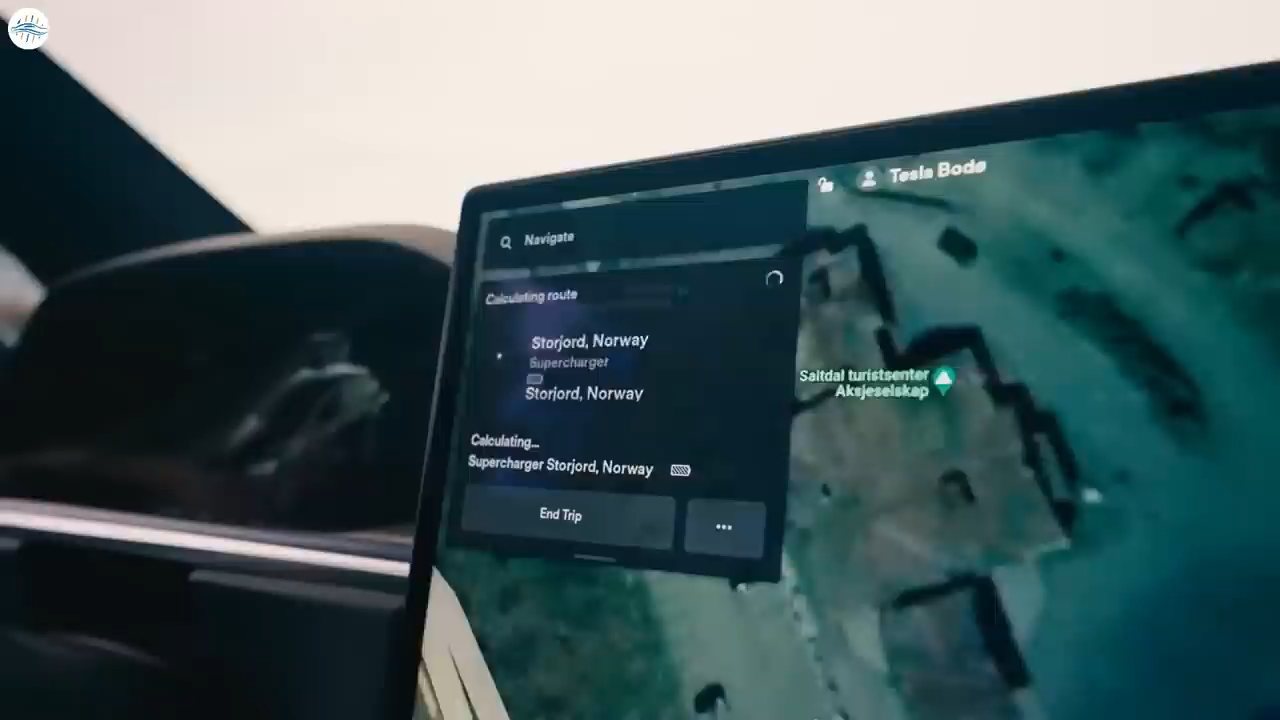 Tesla Bodø
Navigate
Calculating route
Storjord, Norway
Supercharger
Storjord, Norway
Calculating...
Supercharger Storjord, Norway
End Trip
Saltdal turistsenter
Aksjeselskap